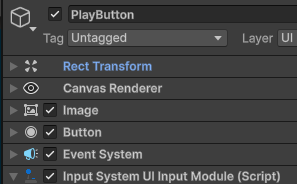 PlayButton
Tag Untagged Layer UI
Rect Transform
Canvas Renderer
Image
Button
Event System
Input System UI Input Module (Script)